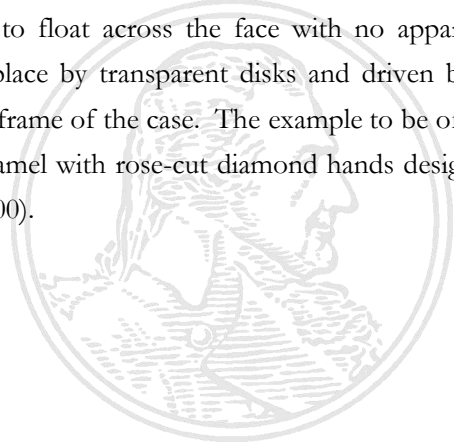 to float across the face with no appar
place by transparent disks and driven b
frame of the case. The example to be o
amel with rose-cut diamond hands desig
00).